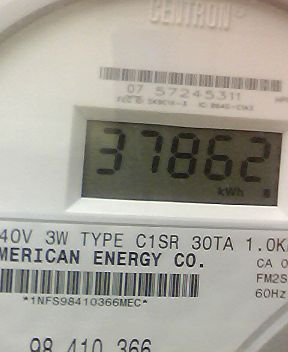 CENTRON®
07 57245311
37862
kWh
40V 3W TYPE C1SR 30TA 1.0K
MERICAN ENERGY CO.
CA 0
FM2S
60Hz
*1NFS98410366MEC*
98 410 366